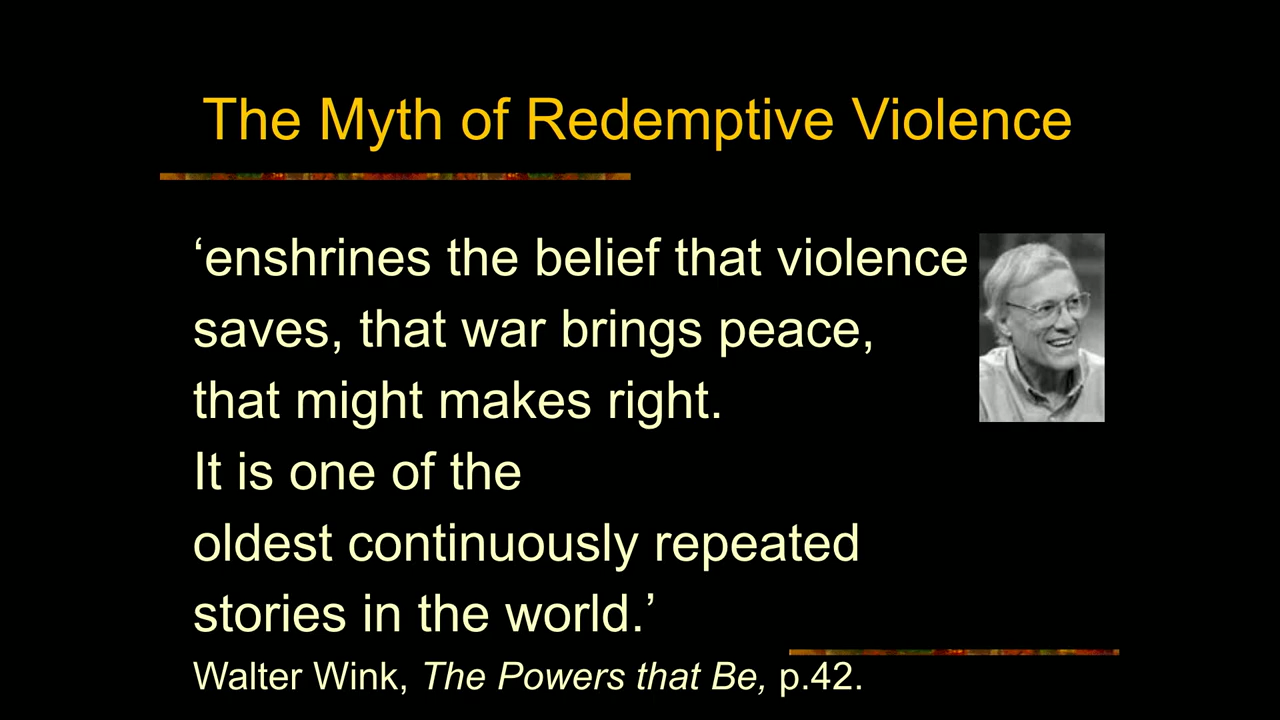 The Myth of Redemptive Violence
‘enshrines the belief that violence
saves, that war brings peace,
that might makes right.
It is one of the
oldest continuously repeated
stories in the world.’
Walter Wink, The Powers that Be, p.42.